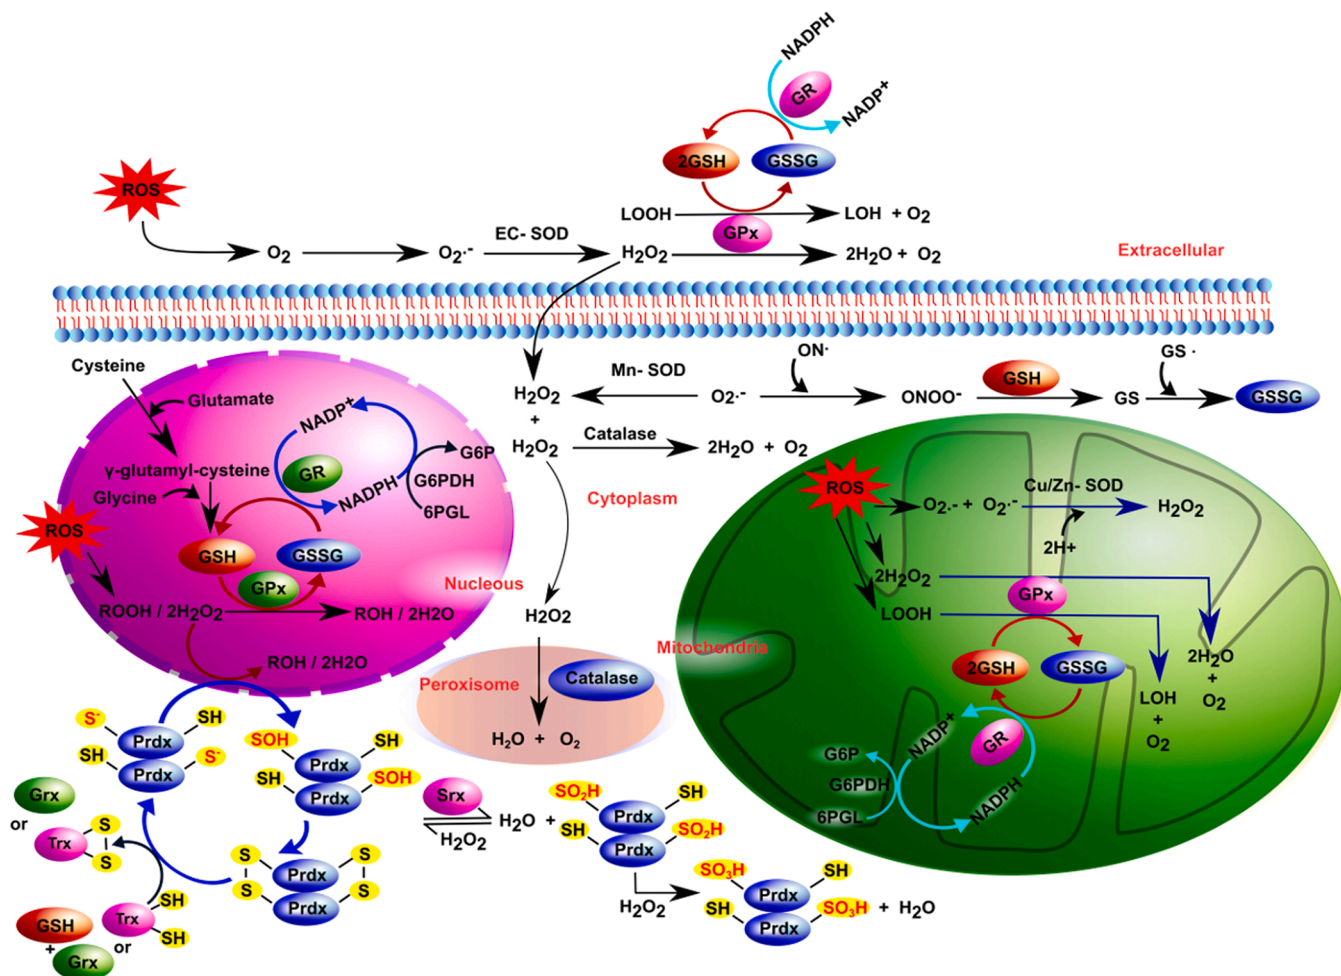 NADPH
GR
NADP+
2GSH
GSSG
ROS
LOOH
LOH + O2
GPx
EC- SOD
O2
O2·-
H2O2
2H2O + O2
Extracellular
Cysteine
Glutamate
γ-glutamyl-cysteine
Glycine
ROS
NADP+
GR
NADPH
G6P
G6PDH
6PGL
GSH
GSSG
GPx
Nucleous
ROOH / 2H2O2
ROH / 2H2O
ROH / 2H2O
H2O2
+
H2O2
Mn- SOD
O2·-
ON·
ONOO-
GSH
GS
GS ·
GSSG
Catalase
2H2O + O2
Cytoplasm
H2O2
Peroxisome
Catalase
H2O + O2
ROS
O2·- + O2·-
Cu/Zn- SOD
H2O2
2H+
2H2O2
GPx
LOOH
Mitochondria
2GSH
GSSG
2H2O
+
O2
LOH
+
O2
NADP+
GR
G6P
G6PDH
NADPH
6PGL
S-
SH
Prdx
SH
Prdx
S-
SOH
SH
Prdx
SH
SOH
Prdx
Grx
or
Trx
S
S
S
S
Prdx
S
S
Prdx
GSH
+
Grx
or
Trx
SH
SH
Srx
H2O +
H2O2
SO2H
SH
Prdx
SH
SO2H
Prdx
H2O2
SO3H
SH
Prdx
SH
SO3H
Prdx
+ H2O